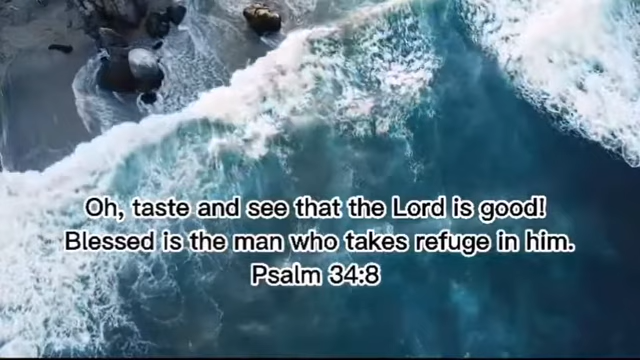 Oh, taste and see that the Lord is good!
Blessed is the man who takes refuge in him.
Psalm 34:8